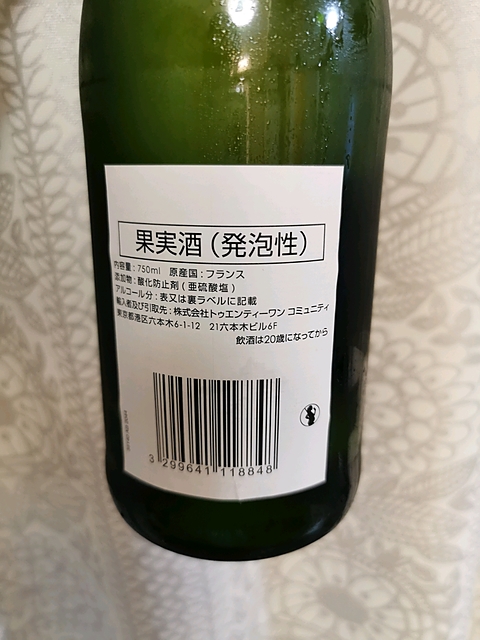 果実酒（発泡性）
内容量：750ml 原産国：フランス
添加物：酸化防止剤（亜硫酸塩）
アルコール分：表又は裏ラベルに記載
輸入者及び引取先：株式会社トゥエンティーワン コミュニティ
東京都港区六本木6-1-12 21六本木ビル6F
飲酒は20歳になってから
3 299641 118848